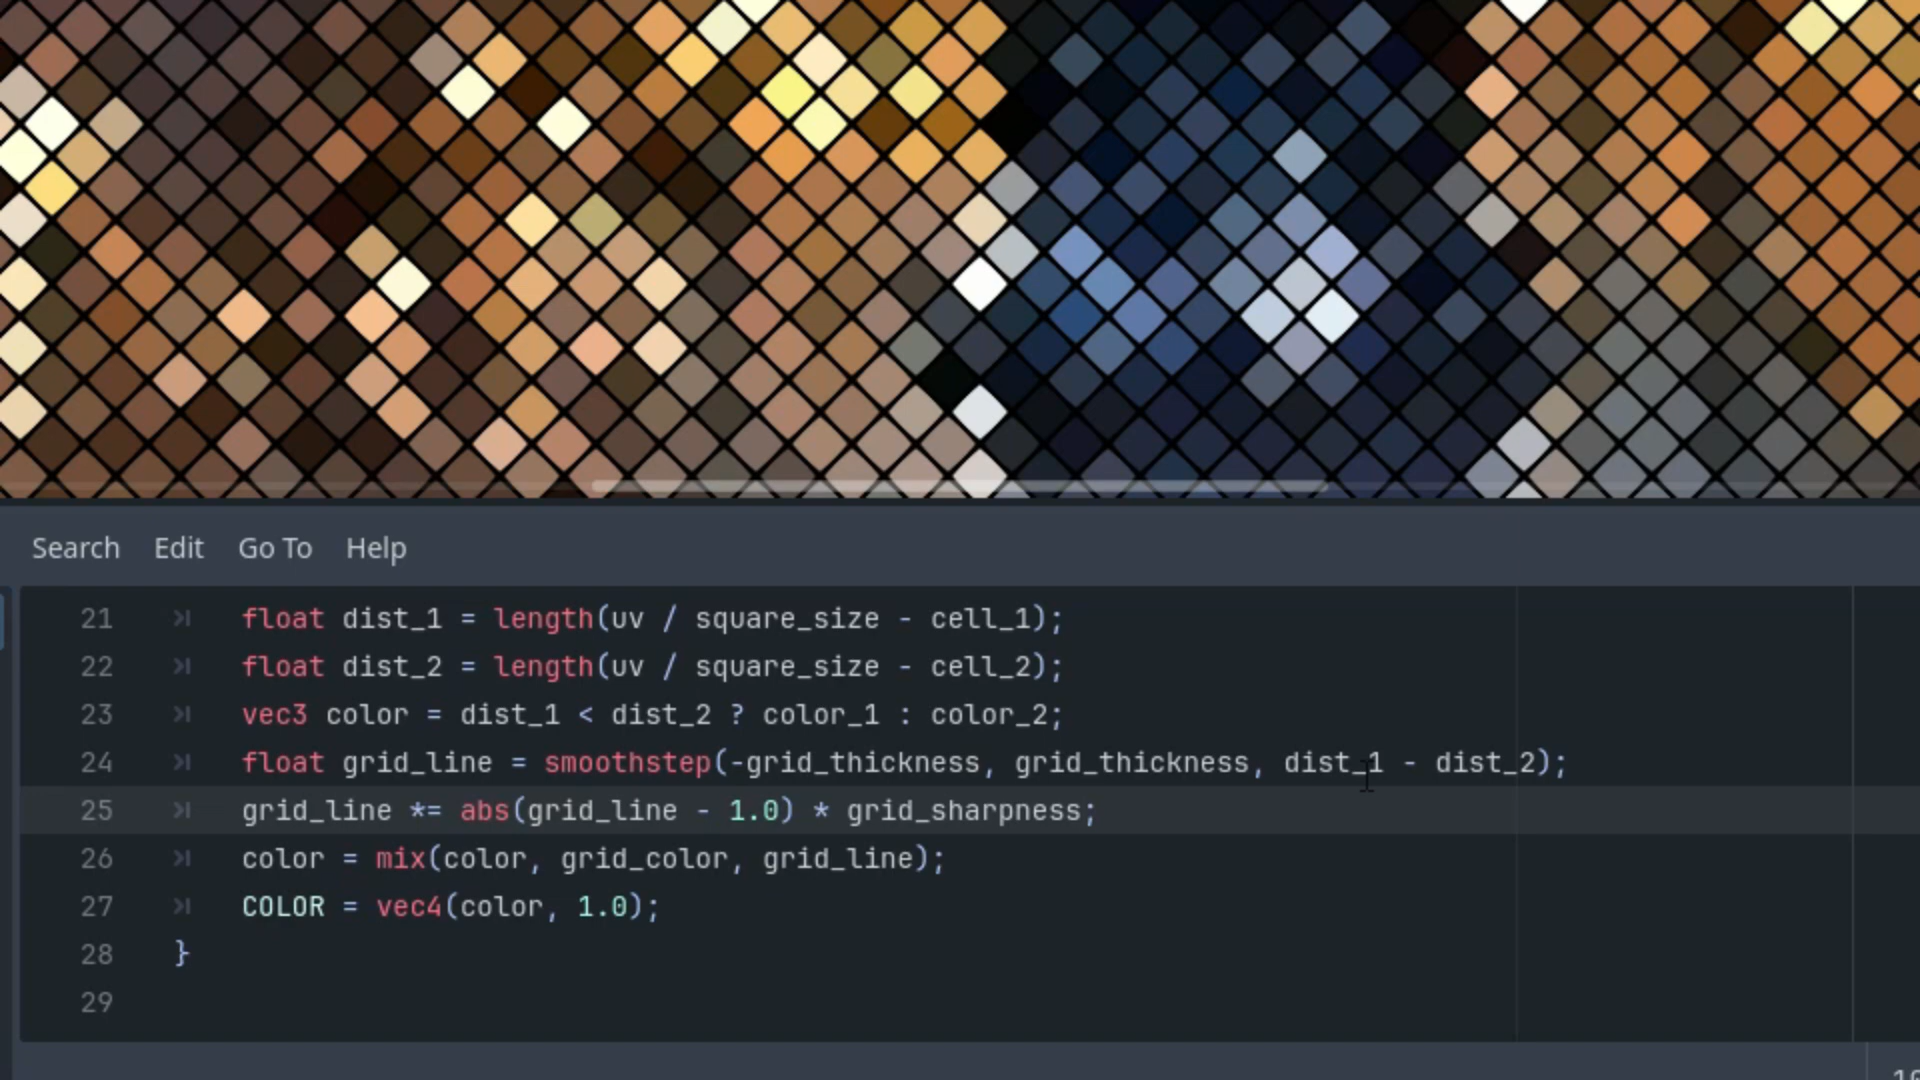 Search Edit Go To Help
21 float dist_1 = length(uv / square_size - cell_1);
22 float dist_2 = length(uv / square_size - cell_2);
23 vec3 color = dist_1 < dist_2 ? color_1 : color_2;
24 float grid_line = smoothstep(-grid_thickness, grid_thickness, dist_1 - dist_2);
25 grid_line *= abs(grid_line - 1.0) * grid_sharpness;
26 color = mix(color, grid_color, grid_line);
27 COLOR = vec4(color, 1.0);
28 }
29